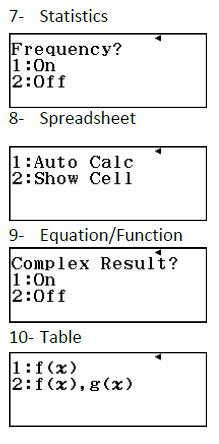 7- Statistics
Frequency?
1:On
2:Off
8- Spreadsheet
1:Auto Calc
2:Show Cell
9- Equation/Function
Complex Result?
1:On
2:Off
10- Table
1:f(x)
2:f(x),g(x)